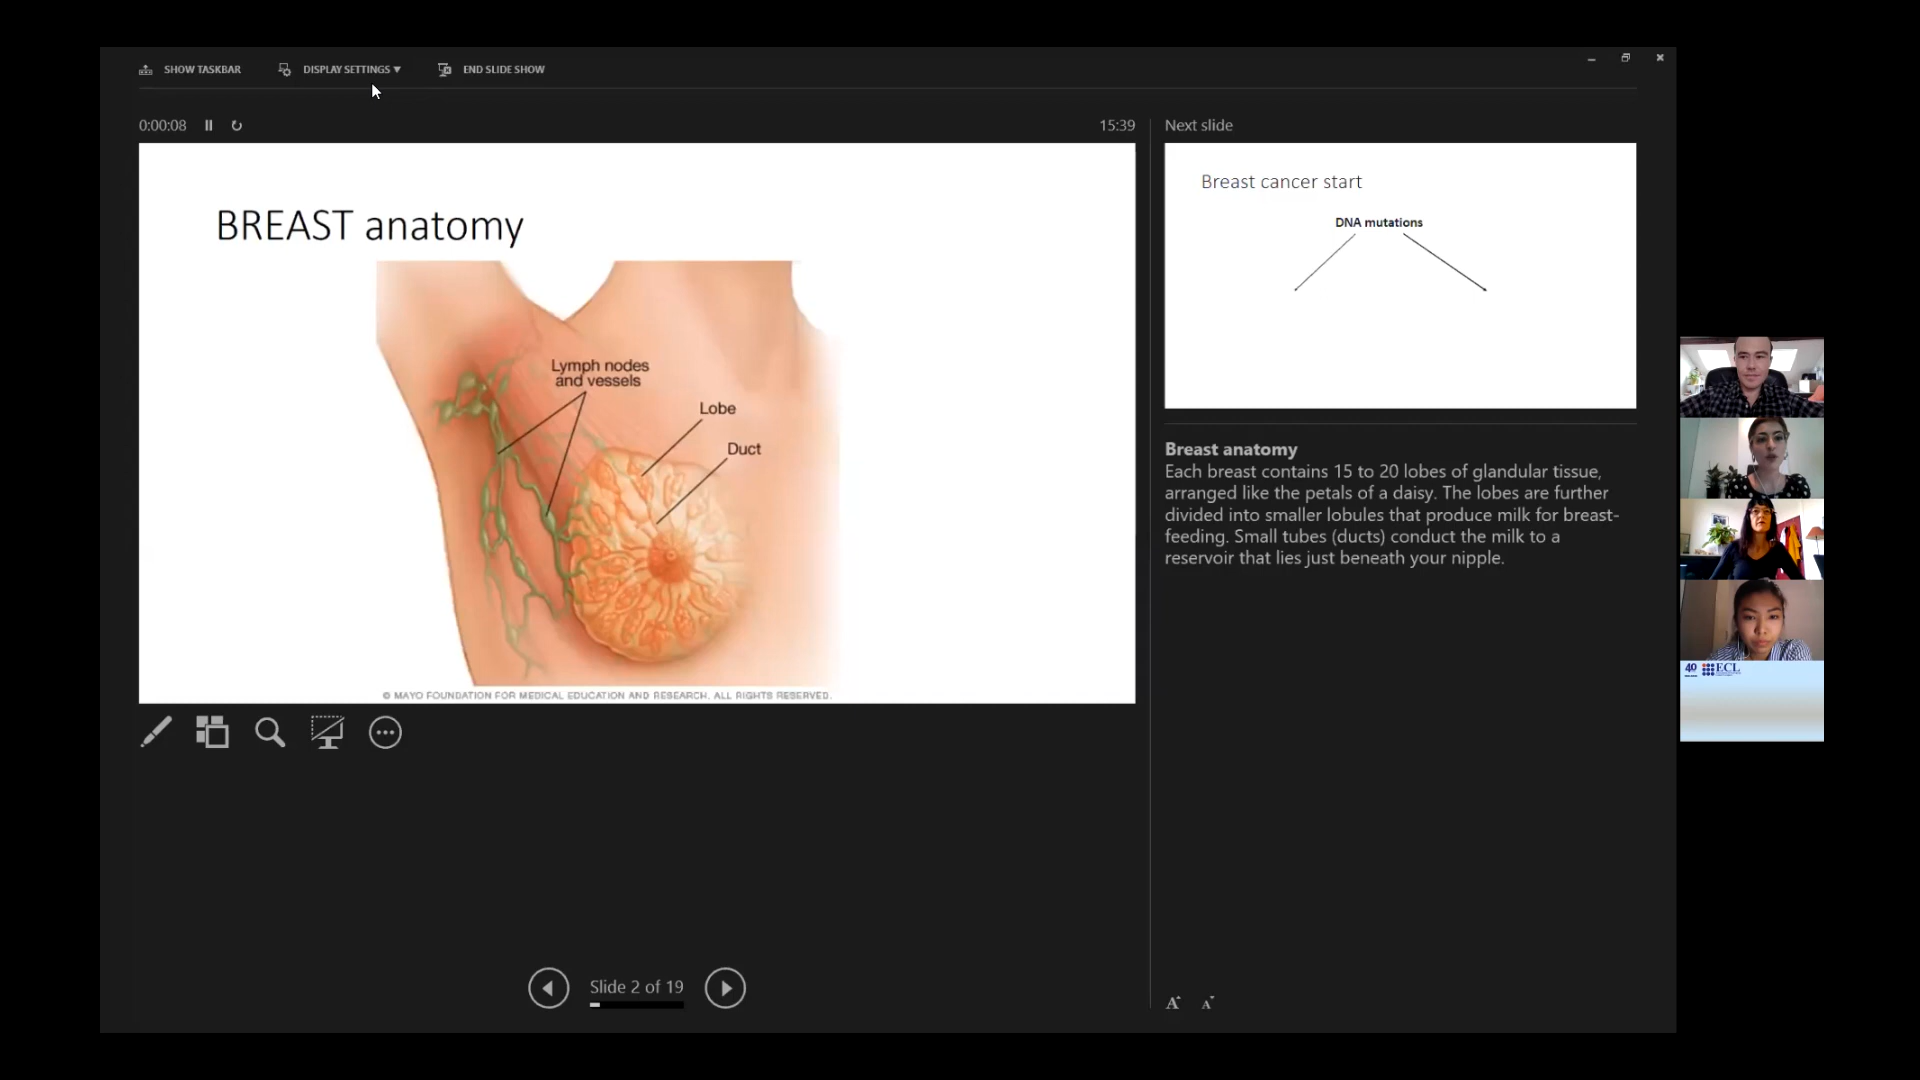 SHOW TASKBAR
DISPLAY SETTINGS ▼
END SLIDE SHOW
0:00:08
15:39
Next slide
BREAST anatomy
Lymph nodes
and vessels
Lobe
Duct
© MAYO FOUNDATION FOR MEDICAL EDUCATION AND RESEARCH. ALL RIGHTS RESERVED.
Breast cancer start
DNA mutations
Breast anatomy
Each breast contains 15 to 20 lobes of glandular tissue,
arranged like the petals of a daisy. The lobes are further
divided into smaller lobules that produce milk for breast-
feeding. Small tubes (ducts) conduct the milk to a
reservoir that lies just beneath your nipple.
Slide 2 of 19
A A
40 ECL